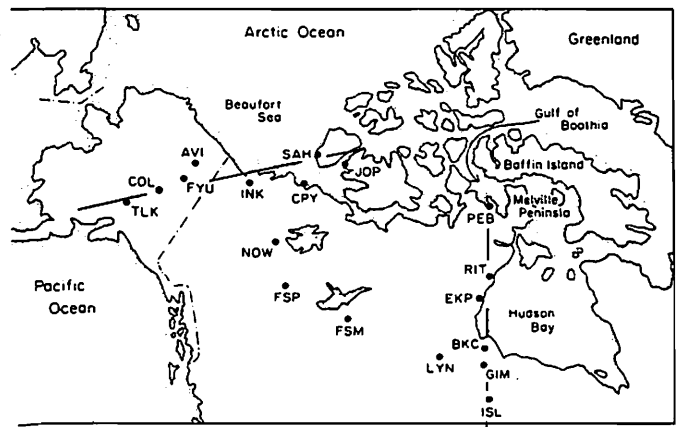 Arctic Ocean
Greenland
Beaufort
Sea
Gulf of
Boothia
AVI
SAH
Baffin Island
COL
FYU
INK
JOP
CPY
TLK
PEB
Melville
Peninsla
NOW
RIT
Pacific
Ocean
FSP
EKP
FSM
Hudson
Bay
BKC
LYN
GIM
ISL